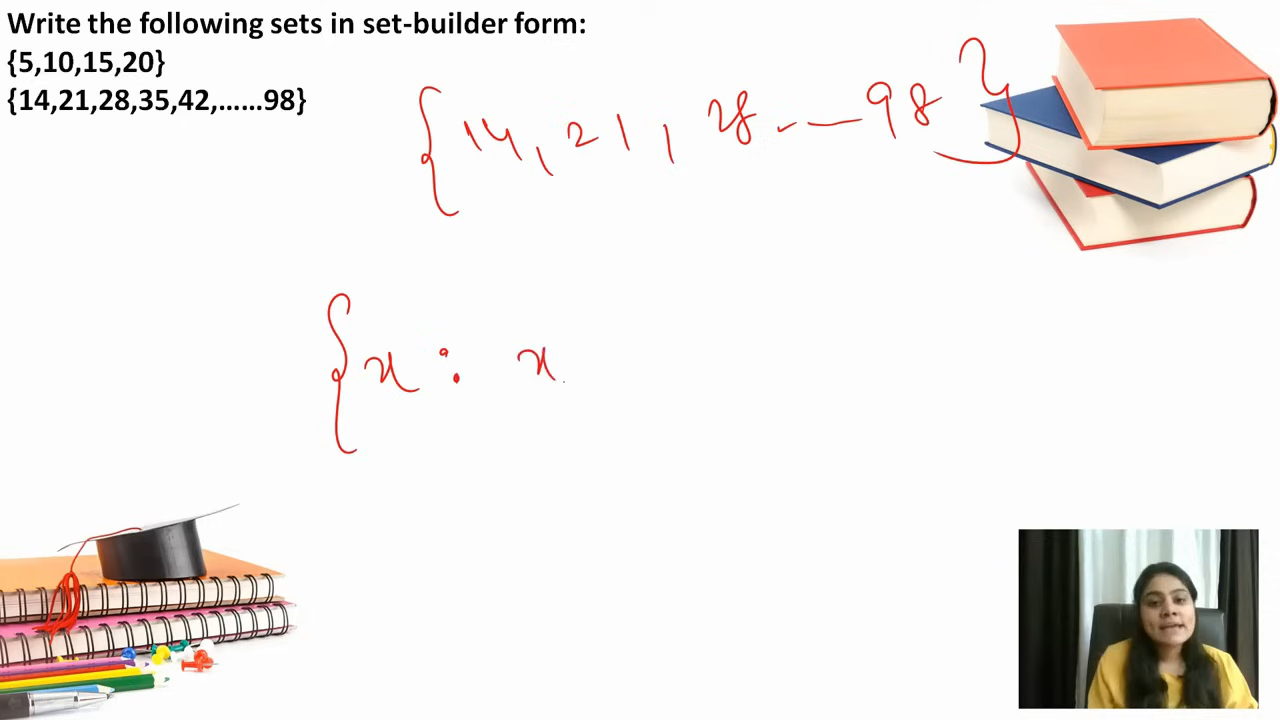 Write the following sets in set-builder form:
{5,10,15,20}
{14,21,28,35,42,......98}
{14, 21, 28 - — 98}
{x : x